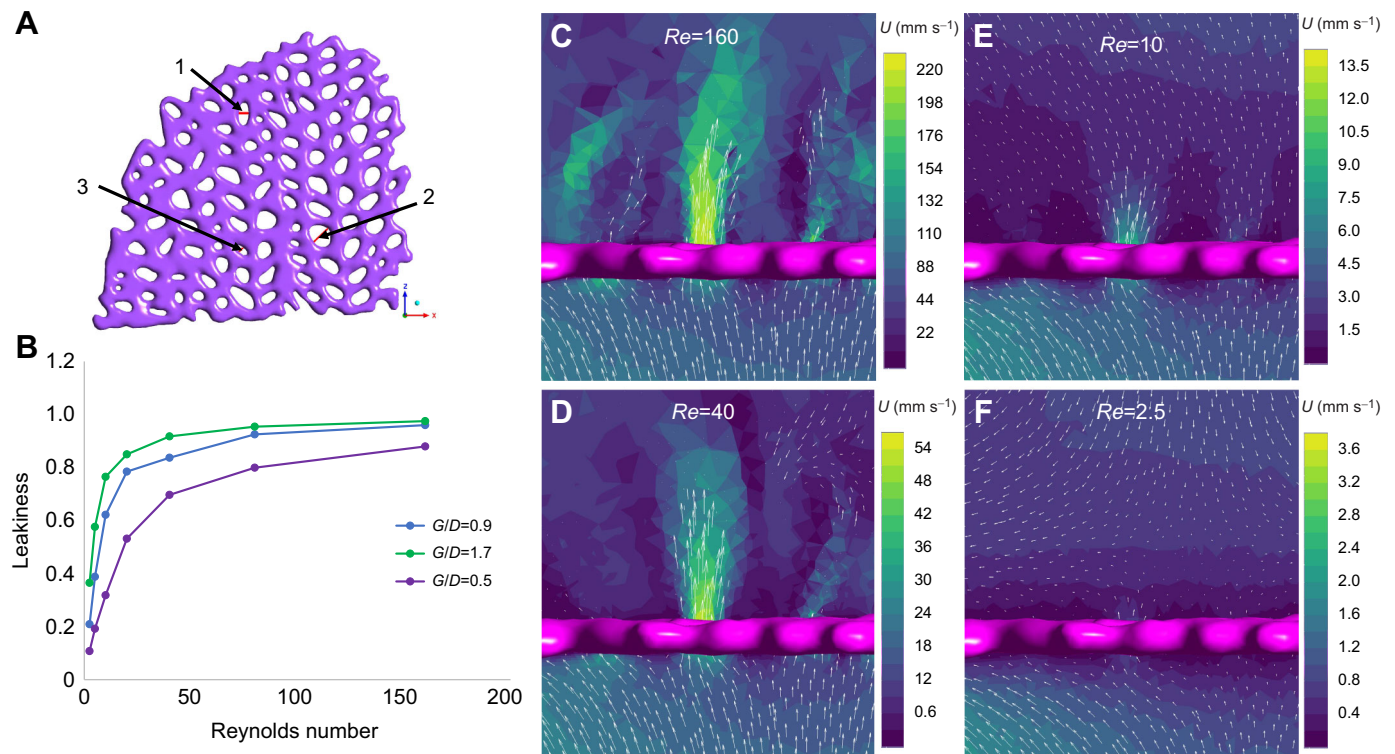 A
1
3
2
z
x
B
1.2
1.0
0.8
0.6
0.4
0.2
0
Leakiness
0
50
100
150
200
Reynolds number
G/D=0.9
G/D=1.7
G/D=0.5
C
Re=160
U (mm s⁻¹)
220
198
176
154
132
110
88
66
44
22
D
Re=40
U (mm s⁻¹)
54
48
42
36
30
24
18
12
0.6
E
Re=10
U (mm s⁻¹)
13.5
12.0
10.5
9.0
7.5
6.0
4.5
3.0
1.5
F
Re=2.5
U (mm s⁻¹)
3.6
3.2
2.8
2.4
2.0
1.6
1.2
0.8
0.4